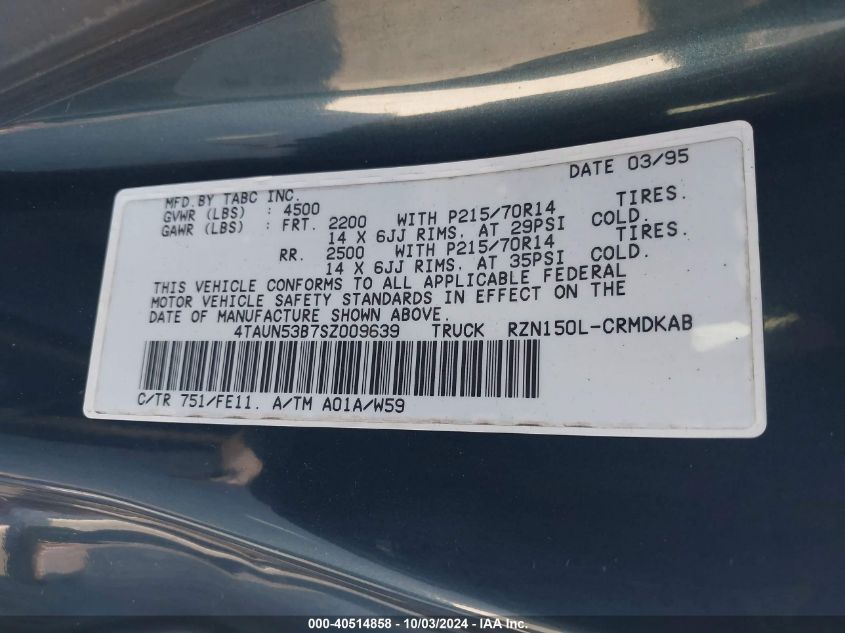 DATE 03/95
MFD. BY TABC INC.
GVWR (LBS) : 4500
GAWR (LBS) : FRT. 2200 WITH P215/70R14 TIRES.
14 X 6JJ RIMS, AT 29PSI COLD.
RR. 2500 WITH P215/70R14 TIRES.
14 X 6JJ RIMS, AT 35PSI COLD.
THIS VEHICLE CONFORMS TO ALL APPLICABLE FEDERAL
MOTOR VEHICLE SAFETY STANDARDS IN EFFECT ON THE
DATE OF MANUFACTURE SHOWN ABOVE.
4TAUN53B7SZ009639 TRUCK RZN150L-CRMDKAB
C/TR 751/FE11. A/TM A01A/W59
000-40514858 - 10/03/2024 - IAAI.com